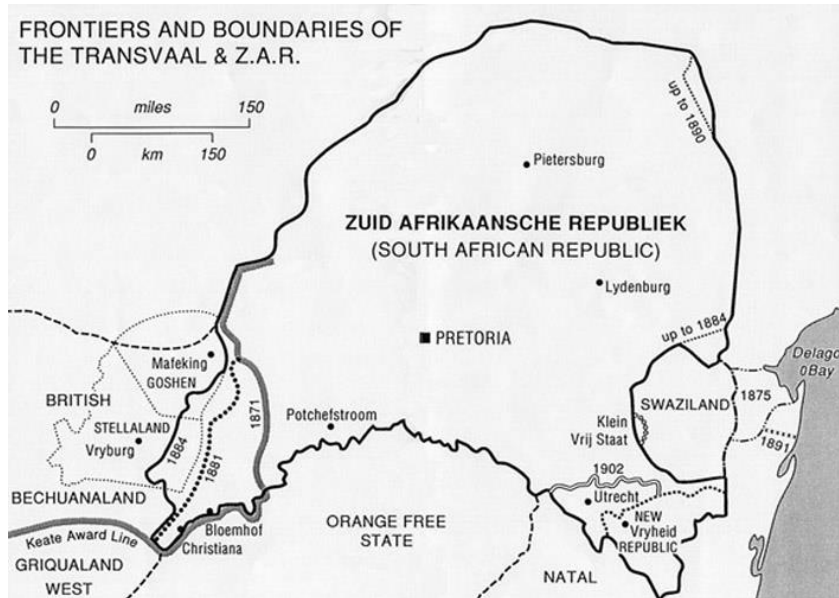 FRONTIERS AND BOUNDARIES OF
THE TRANSVAAL & Z.A.R.
0 miles 150
0 km 150
up to 1890
Pietersburg
ZUID AFRIKAANSCHE REPUBLIEK
(SOUTH AFRICAN REPUBLIC)
Lydenburg
up to 1884
PRETORIA
Delagoa
Bay
Mafeking
GOSHEN
BRITISH
STELLALAND
Vryburg
1884
1881
1871
Potchefstroom
Klein
Vrij Staat
SWAZILAND
1875
1891
BECHUANALAND
1902
Utrecht
NEW
Vryheid
REPUBLIC
Bloemhof
Christiana
Keate Award Line
GRIQUALAND
WEST
ORANGE FREE
STATE
NATAL